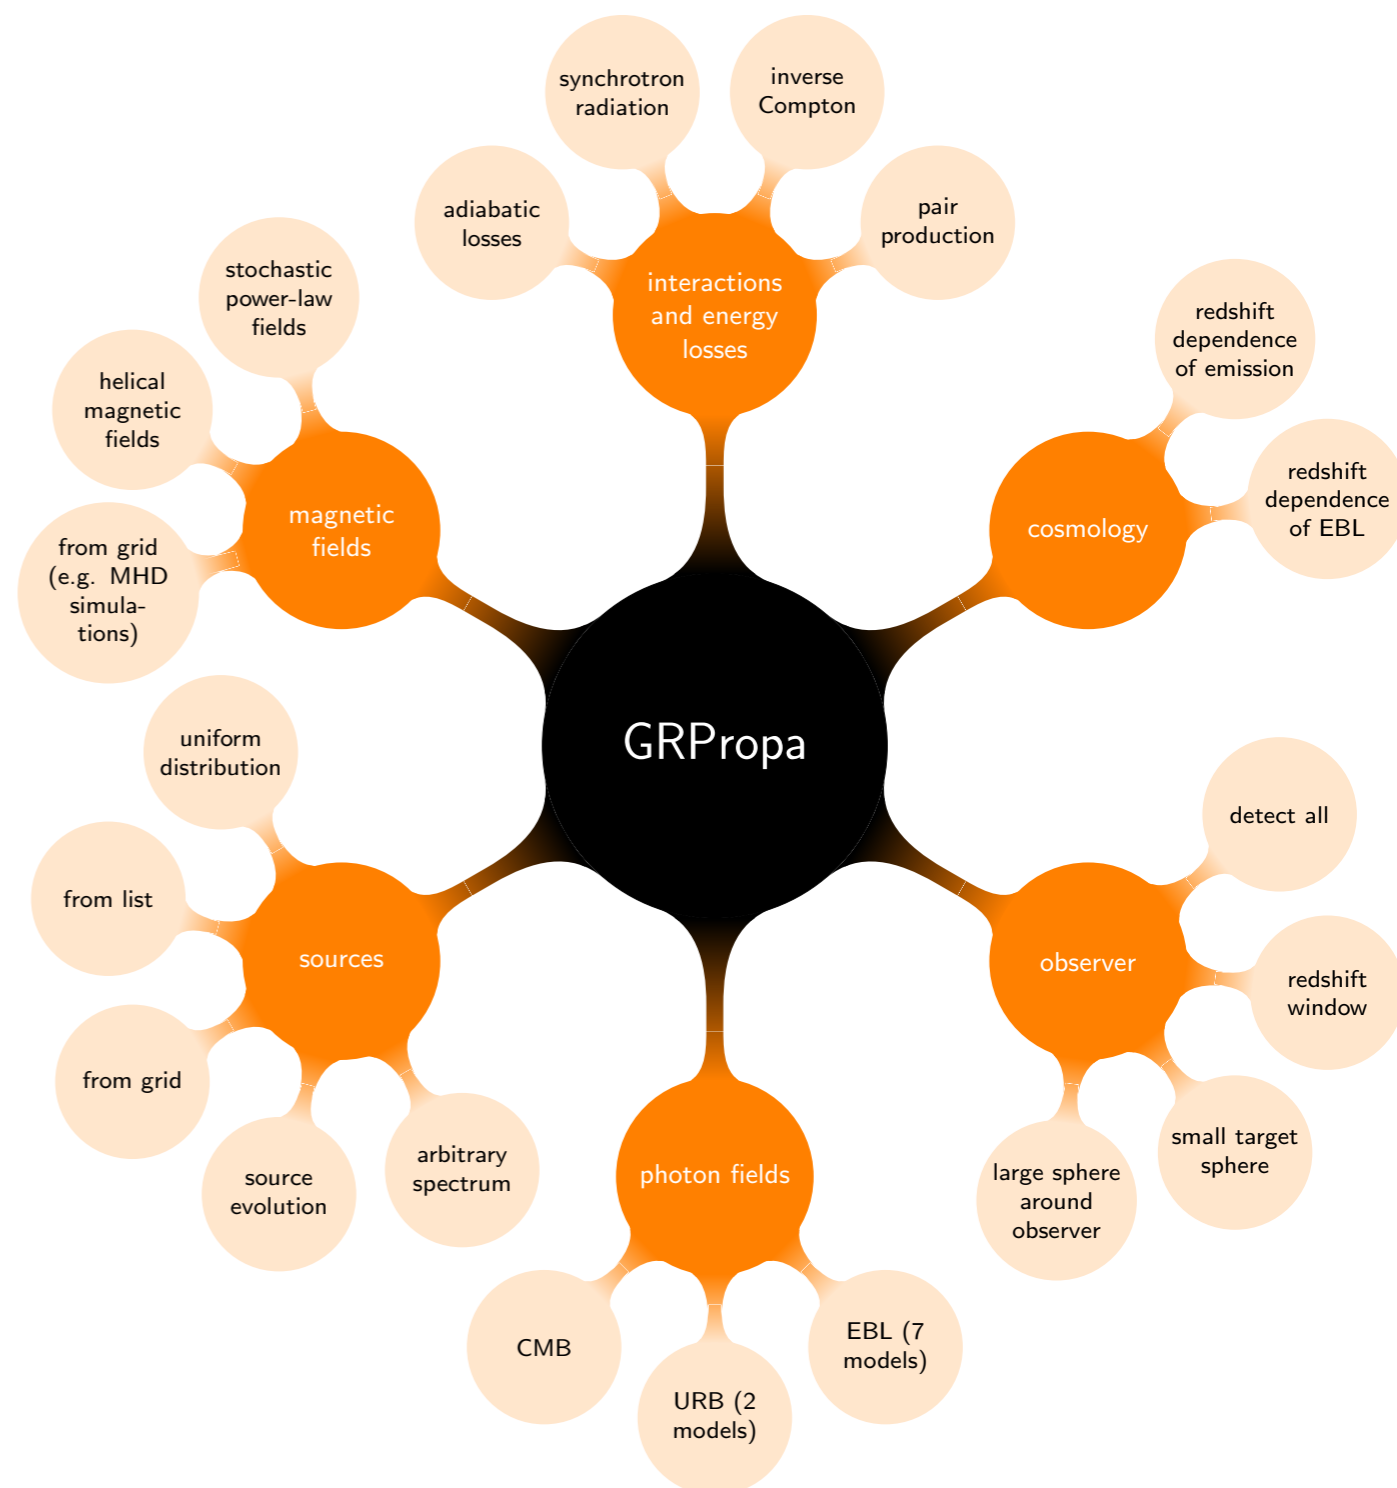 synchrotron
radiation
inverse
Compton
adiabatic
losses
pair
production
interactions
and energy
losses
stochastic
power-law
fields
helical
magnetic
fields
from grid
(e.g. MHD
simula-
tions)
magnetic
fields
redshift
dependence
of emission
redshift
dependence
of EBL
cosmology
GRPropa
uniform
distribution
from list
from grid
source
evolution
arbitrary
spectrum
sources
detect all
redshift
window
small target
sphere
large sphere
around
observer
observer
photon fields
CMB
URB (2
models)
EBL (7
models)